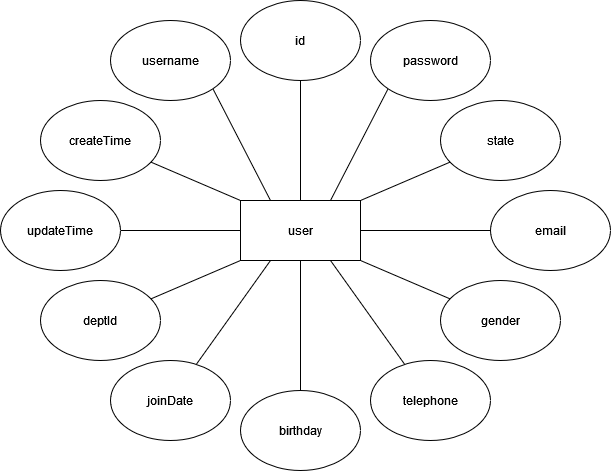 id
username
password
createTime
state
updateTime
user
email
deptId
gender
joinDate
telephone
birthday